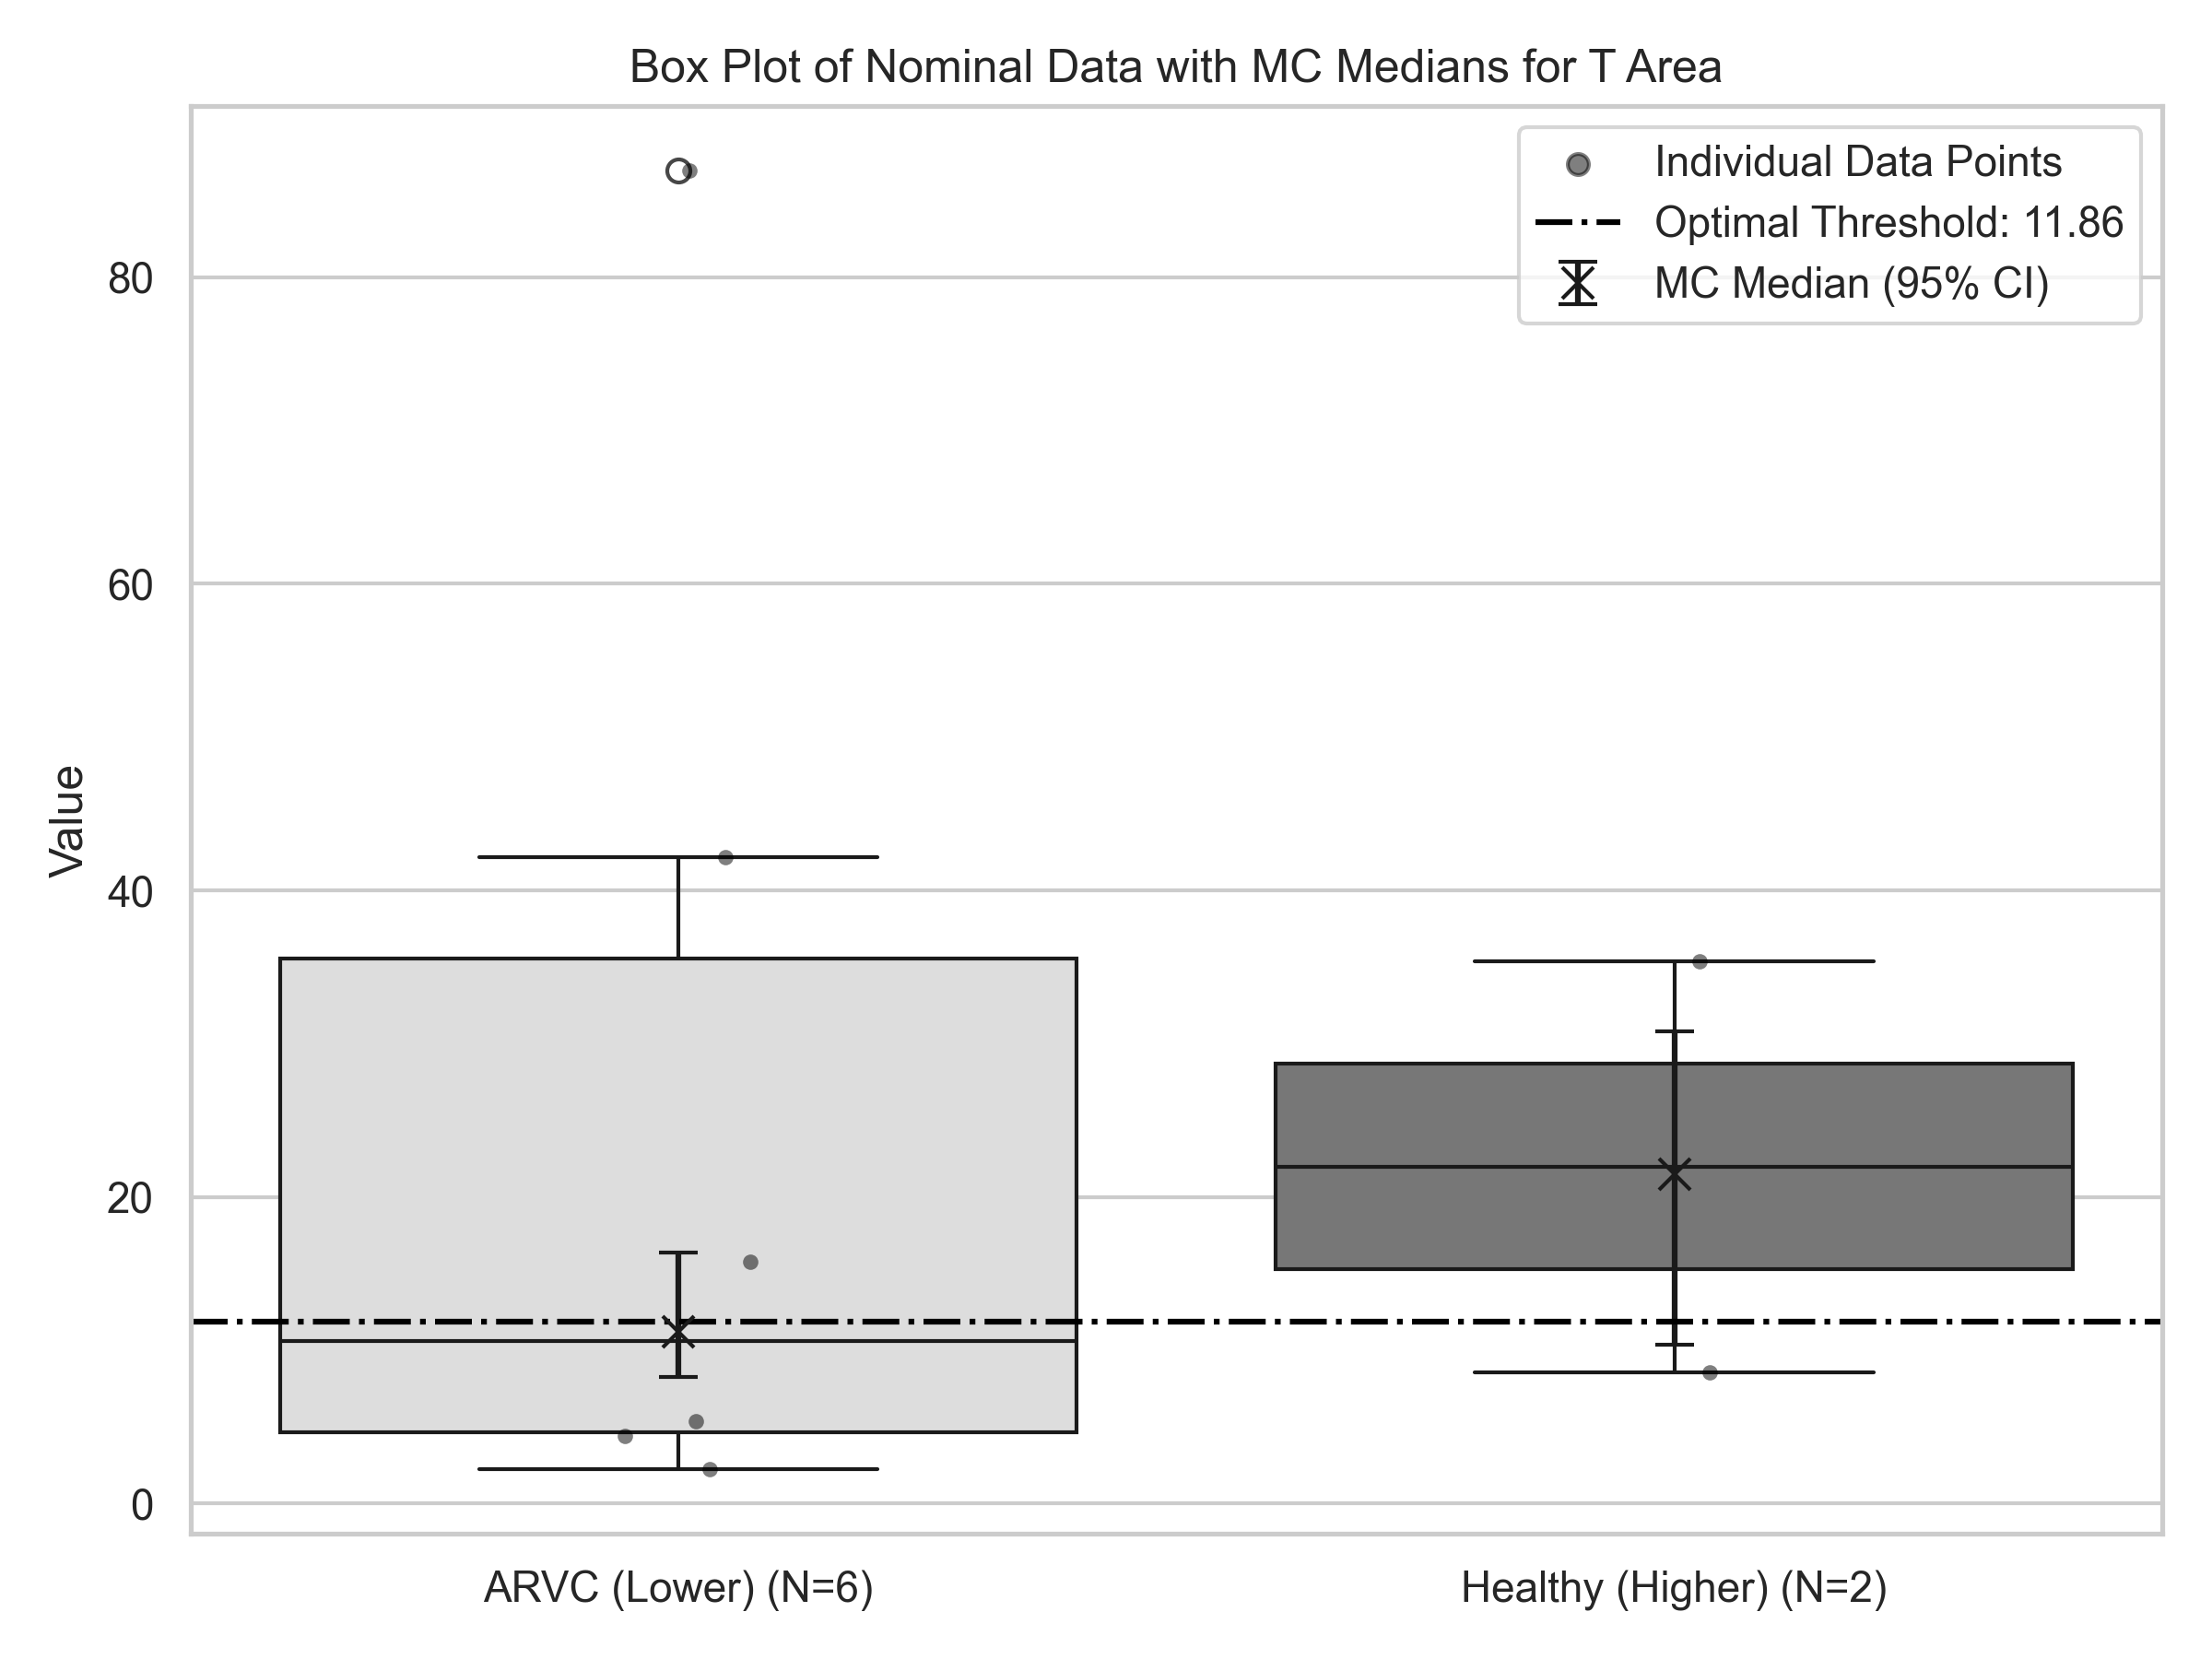 Box Plot of Nominal Data with MC Medians for T Area
Individual Data Points
Optimal Threshold: 11.86
MC Median (95% CI)
Value
80
60
40
20
0
ARVC (Lower) (N=6)
Healthy (Higher) (N=2)